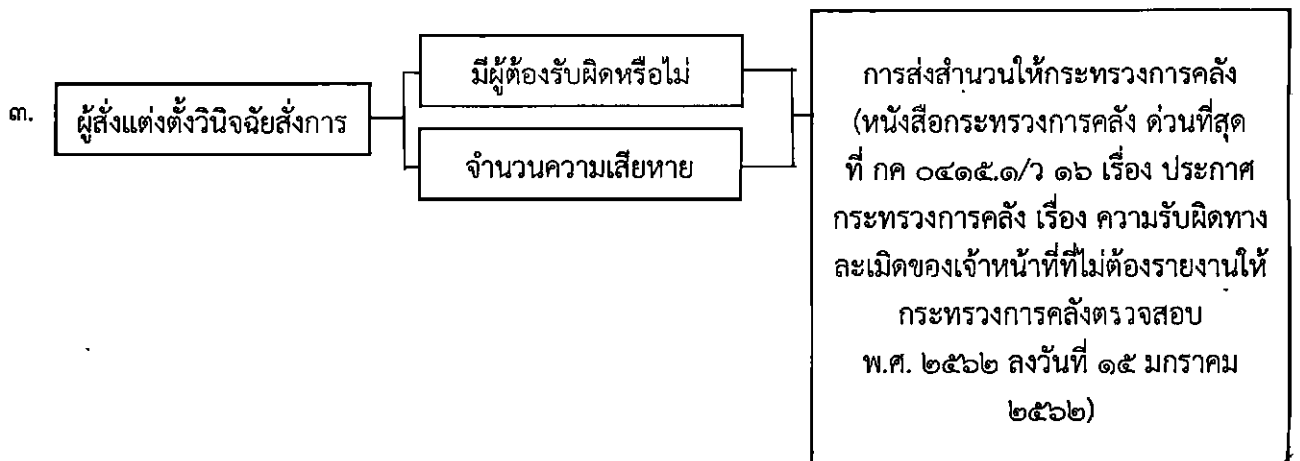 ๓.
ผู้สั่งแต่งตั้งวินิจฉัยสั่งการ
มีผู้ต้องรับผิดหรือไม่
จำนวนความเสียหาย
การส่งสำนวนให้กระทรวงการคลัง
(หนังสือกระทรวงการคลัง ด่วนที่สุด
ที่ กค ๐๔๑๕.๑/ว ๑๖ เรื่อง ประกาศ
กระทรวงการคลัง เรื่อง ความรับผิดทาง
ละเมิดของเจ้าหน้าที่ที่ไม่ต้องรายงานให้
กระทรวงการคลังตรวจสอบ
พ.ศ. ๒๕๖๒ ลงวันที่ ๑๕ มกราคม
๒๕๖๒)